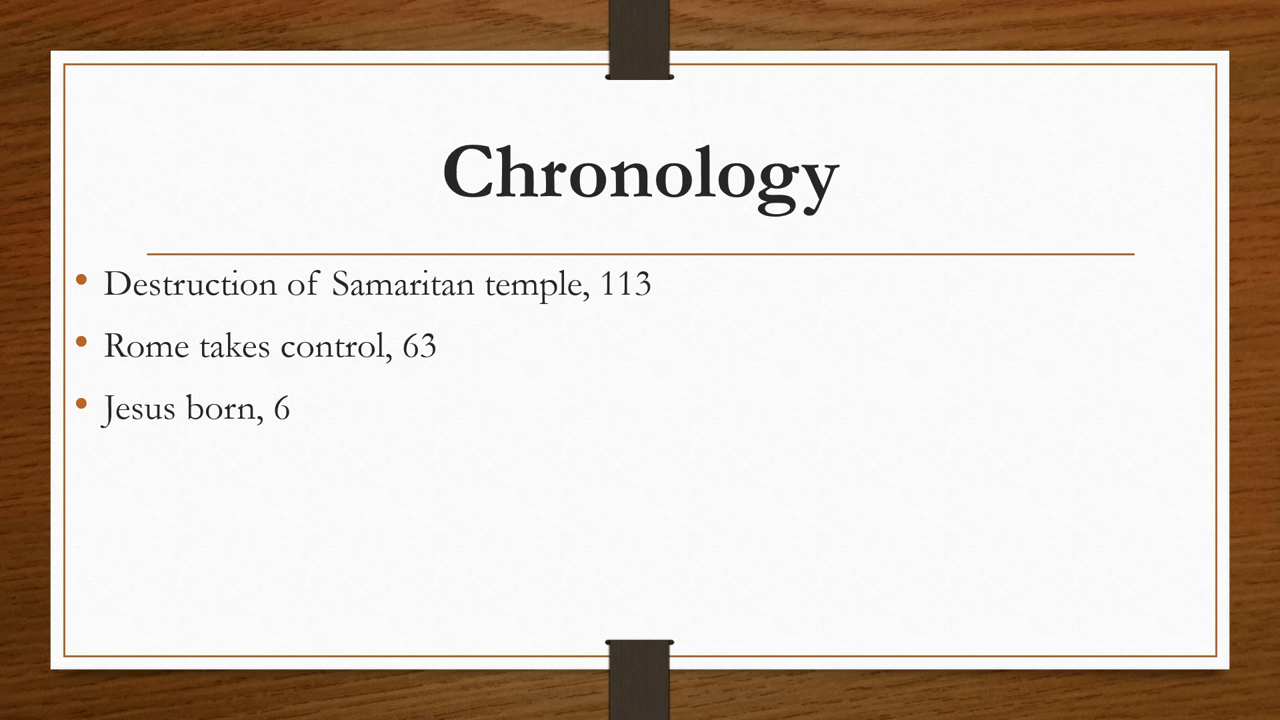 Chronology
• Destruction of Samaritan temple, 113
• Rome takes control, 63
• Jesus born, 6